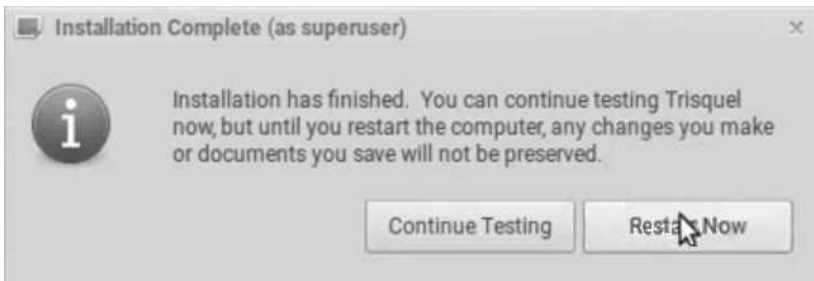 Installation Complete (as superuser)
Installation has finished. You can continue testing Trisquel
now, but until you restart the computer, any changes you make
or documents you save will not be preserved.
Continue Testing
Restart Now